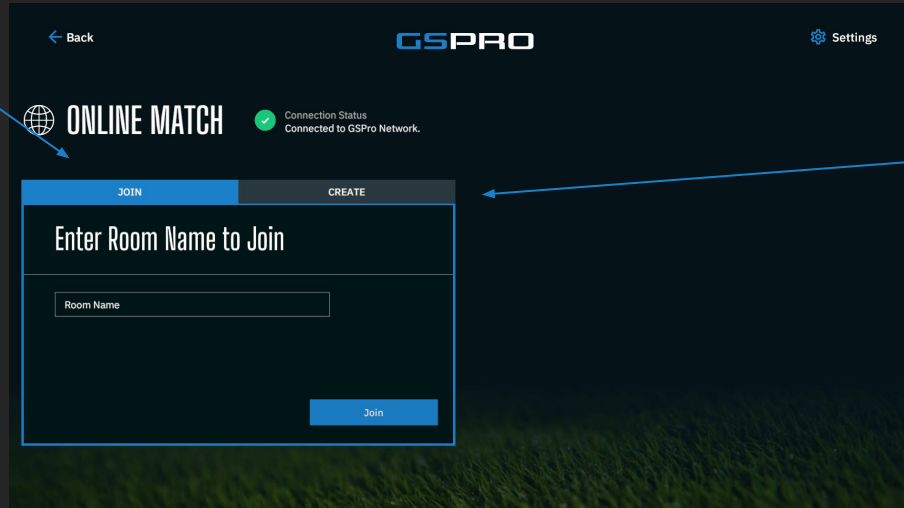 Back
GSPRO
Settings
ONLINE MATCH
Connection Status
Connected to GSPro Network.
JOIN
CREATE
Enter Room Name to Join
Room Name
Join